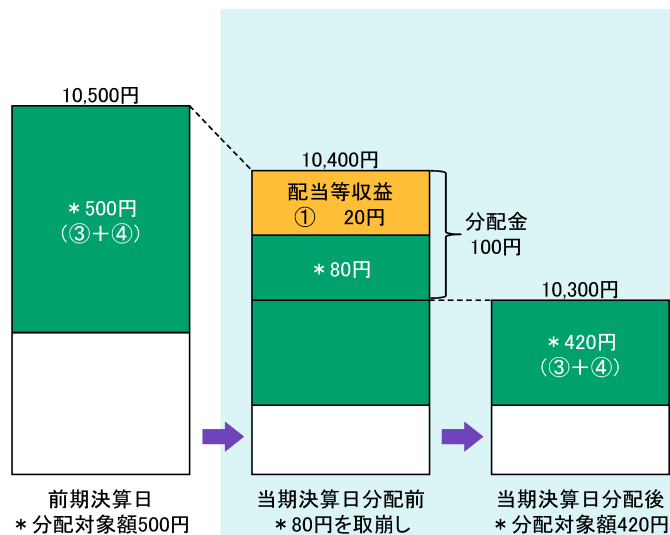 10,500円
＊500円
（③＋④）
前期決算日
＊分配対象額500円
10,400円
配当等収益
①　20円
＊80円
分配金
100円
当期決算日分配前
＊80円を取崩し
10,300円
＊420円
（③＋④）
当期決算日分配後
＊分配対象額420円